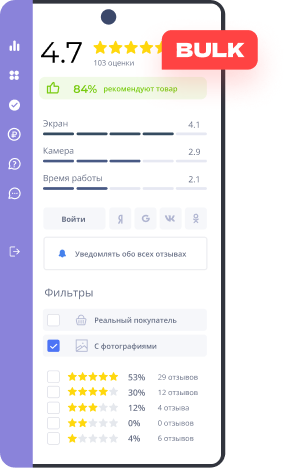 BULK
4.7
103 оценки
84% рекомендуют товар
Экран 4.1
Камера 2.9
Время работы 2.1
Войти Я G
Уведомлять обо всех отзывах
Фильтры
Реальный покупатель
С фотографиями
53% 29 отзывов
30% 12 отзывов
12% 4 отзыва
0% 0 отзывов
4% 6 отзывов